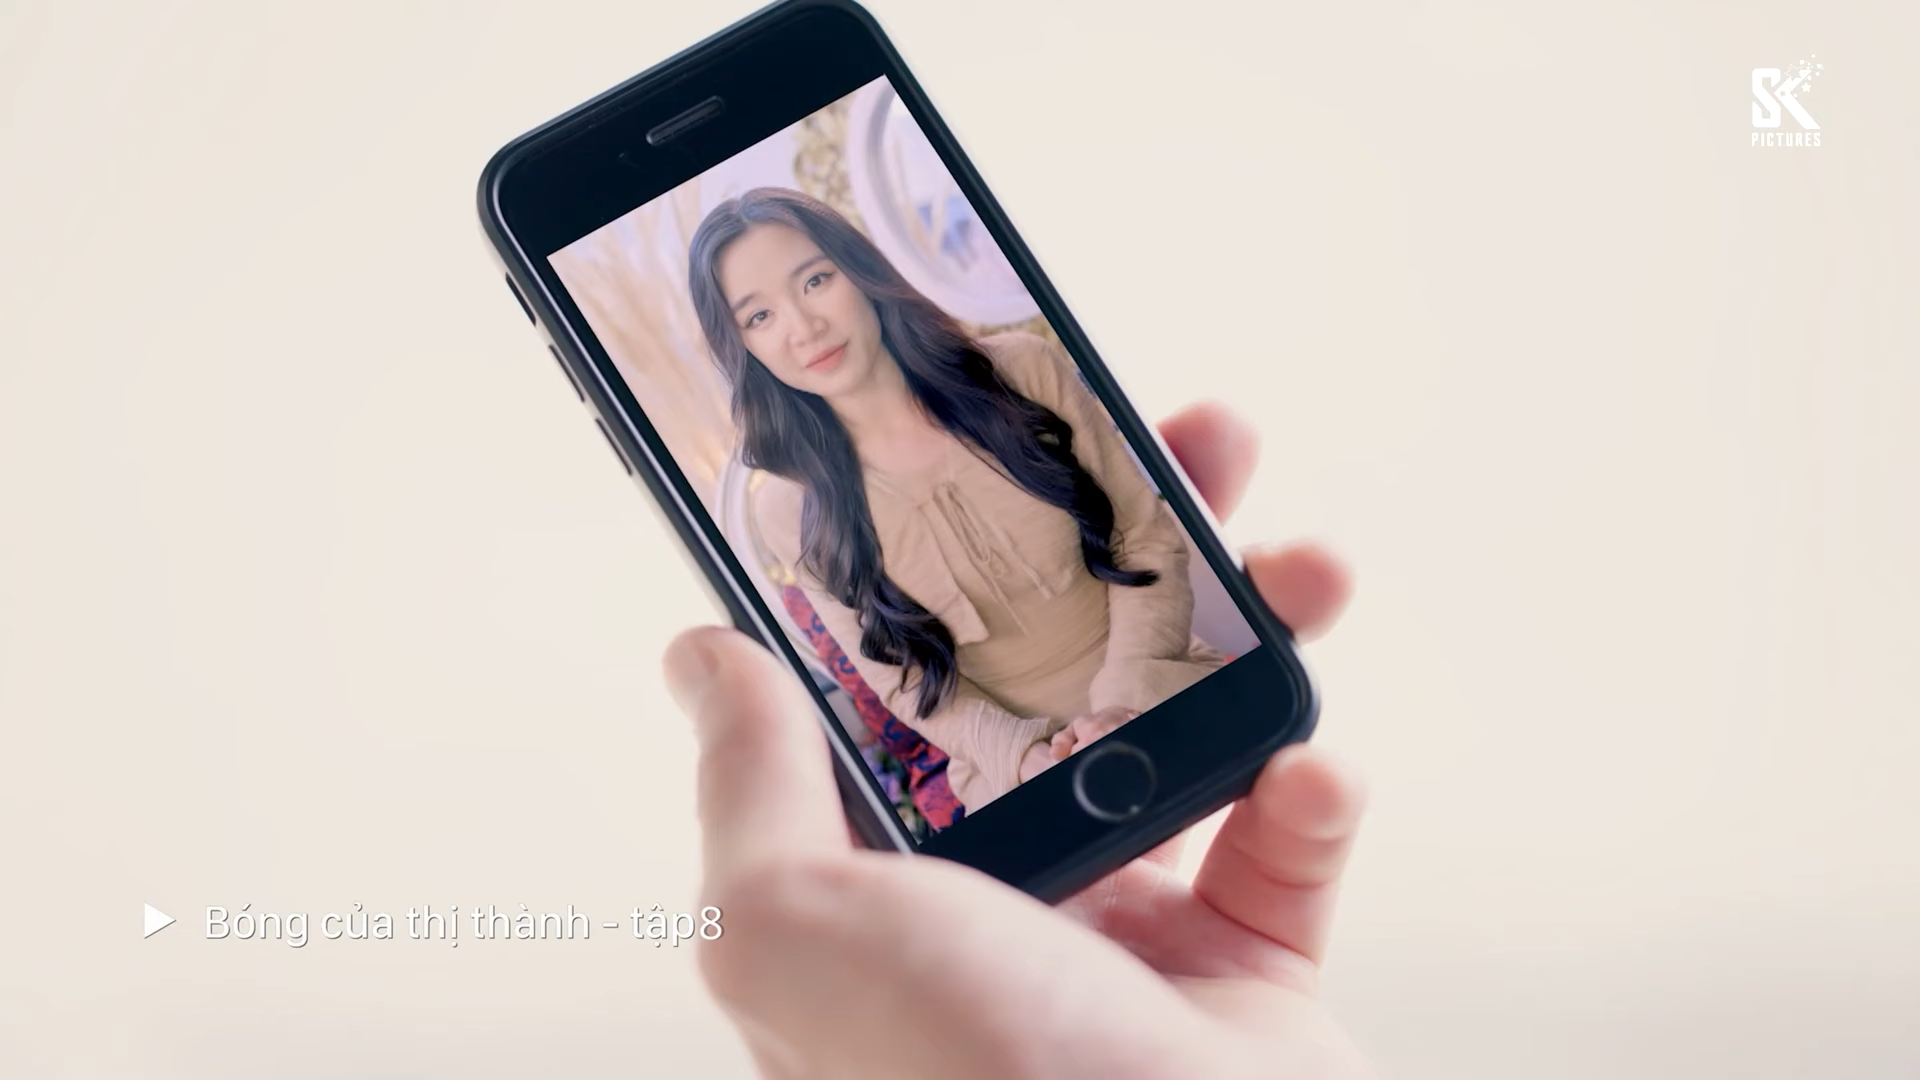 SK
PICTURES
Bóng của thị thành - tập8